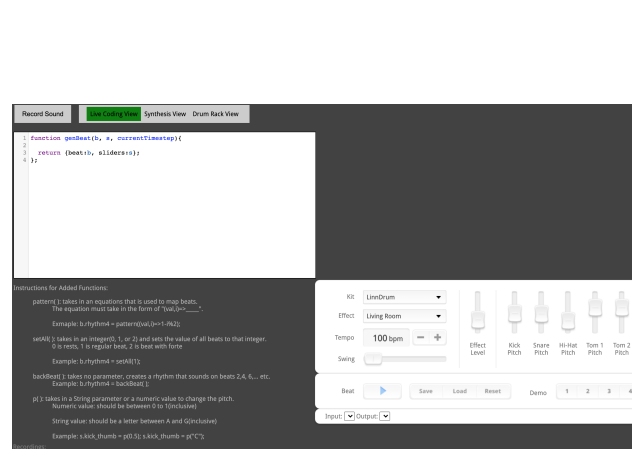 Record Sound
Live Coding View Synthesis View Drum Rack View
1 function genBeat(b, s, currentTimestep){
2
3 return {beat:b, sliders:s};
4 };
Instructions for Added Functions:
pattern( ): takes in an equations that is used to map beats.
The equation must take in the form of "(val,i)=>_____".
Exmaple: b.rhythm4 = pattern((val,i)=>1-i%2);
setAll( ): takes in an integer(0, 1, or 2) and sets the value of all beats to that integer.
0 is rests, 1 is regular beat, 2 is beat with forte
Example: b.rhythm4 = setAll(1);
backBeat( ): takes no parameter, creates a rhythm that sounds on beats 2,4, 6,... etc.
Example: b.rhythm4 = backBeat( );
p( ): takes in a String parameter or a numeric value to change the pitch.
Numeric value: should be between 0 to 1(inclusive)
String value: should be a letter between A and G(inclusive)
Example: s.kick_thumb = p(0.5); s.kick_thumb = p("C");
Recordings:
Kit LinnDrum
Effect Living Room
Tempo 100 bpm − +
Swing
Effect Level
Kick Pitch
Snare Pitch
Hi-Hat Pitch
Tom 1 Pitch
Tom 2 Pitch
Beat Save Load Reset Demo 1 2 3 4
Input: Output: